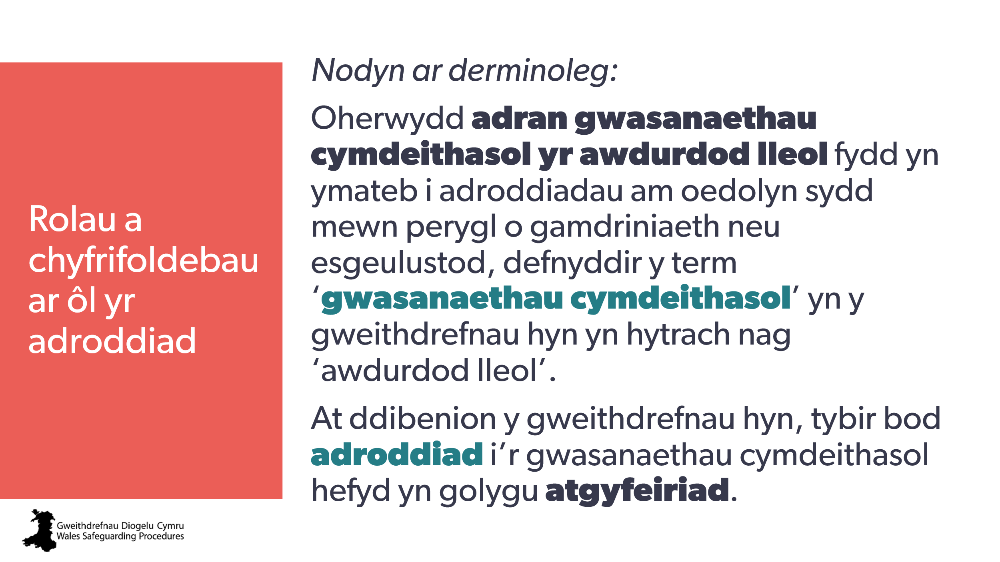 Rolau a
chyfrifoldebau
ar ôl yr
adroddiad
Nodyn ar derminoleg:
Oherwydd adran gwasanaethau
cymdeithasol yr awdurdod lleol fydd yn
ymateb i adroddiadau am oedolyn sydd
mewn perygl o gamdriniaeth neu
esgeulustod, defnyddir y term
‘gwasanaethau cymdeithasol’ yn y
gweithdrefnau hyn yn hytrach nag
‘awdurdod lleol’.
At ddibenion y gweithdrefnau hyn, tybir bod
adroddiad i’r gwasanaethau cymdeithasol
hefyd yn golygu atgyfeiriad.
Gweithdrefnau Diogelu Cymru
Wales Safeguarding Procedures